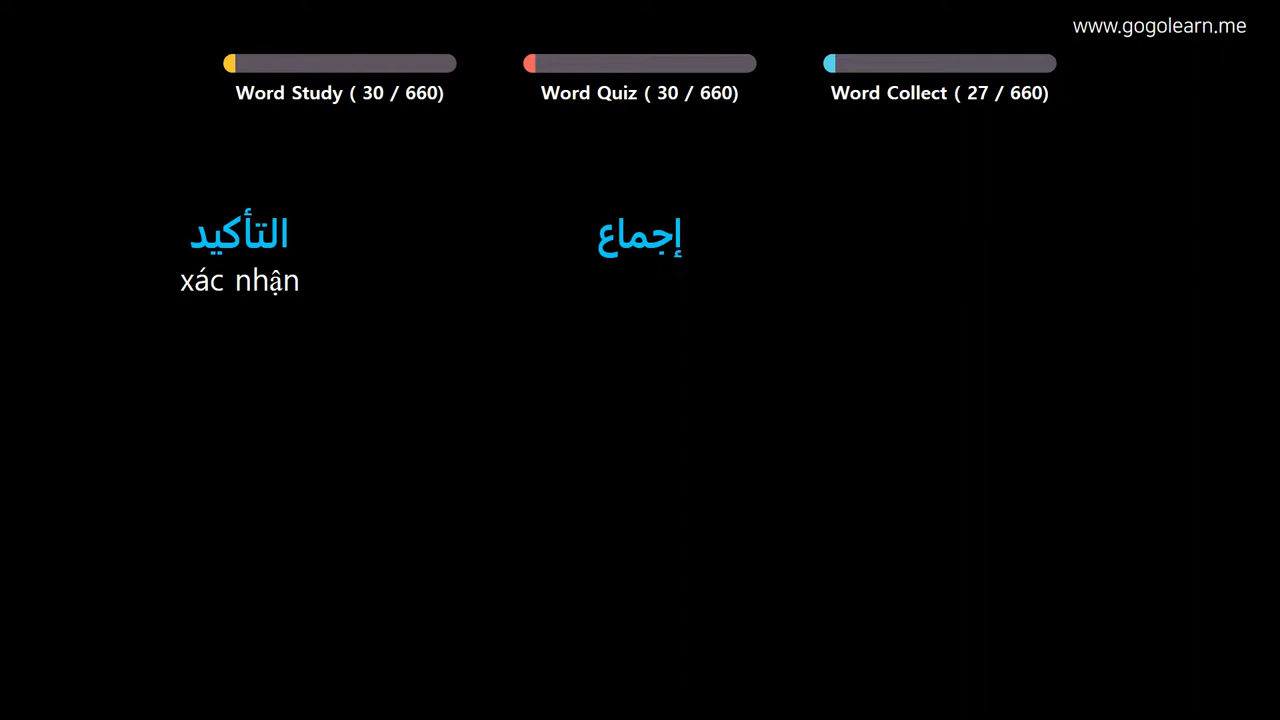 www.gogolearn.me
Word Study ( 30 / 660)
Word Quiz ( 30 / 660)
Word Collect ( 27 / 660)
التأكيد
xác nhận
إجماع